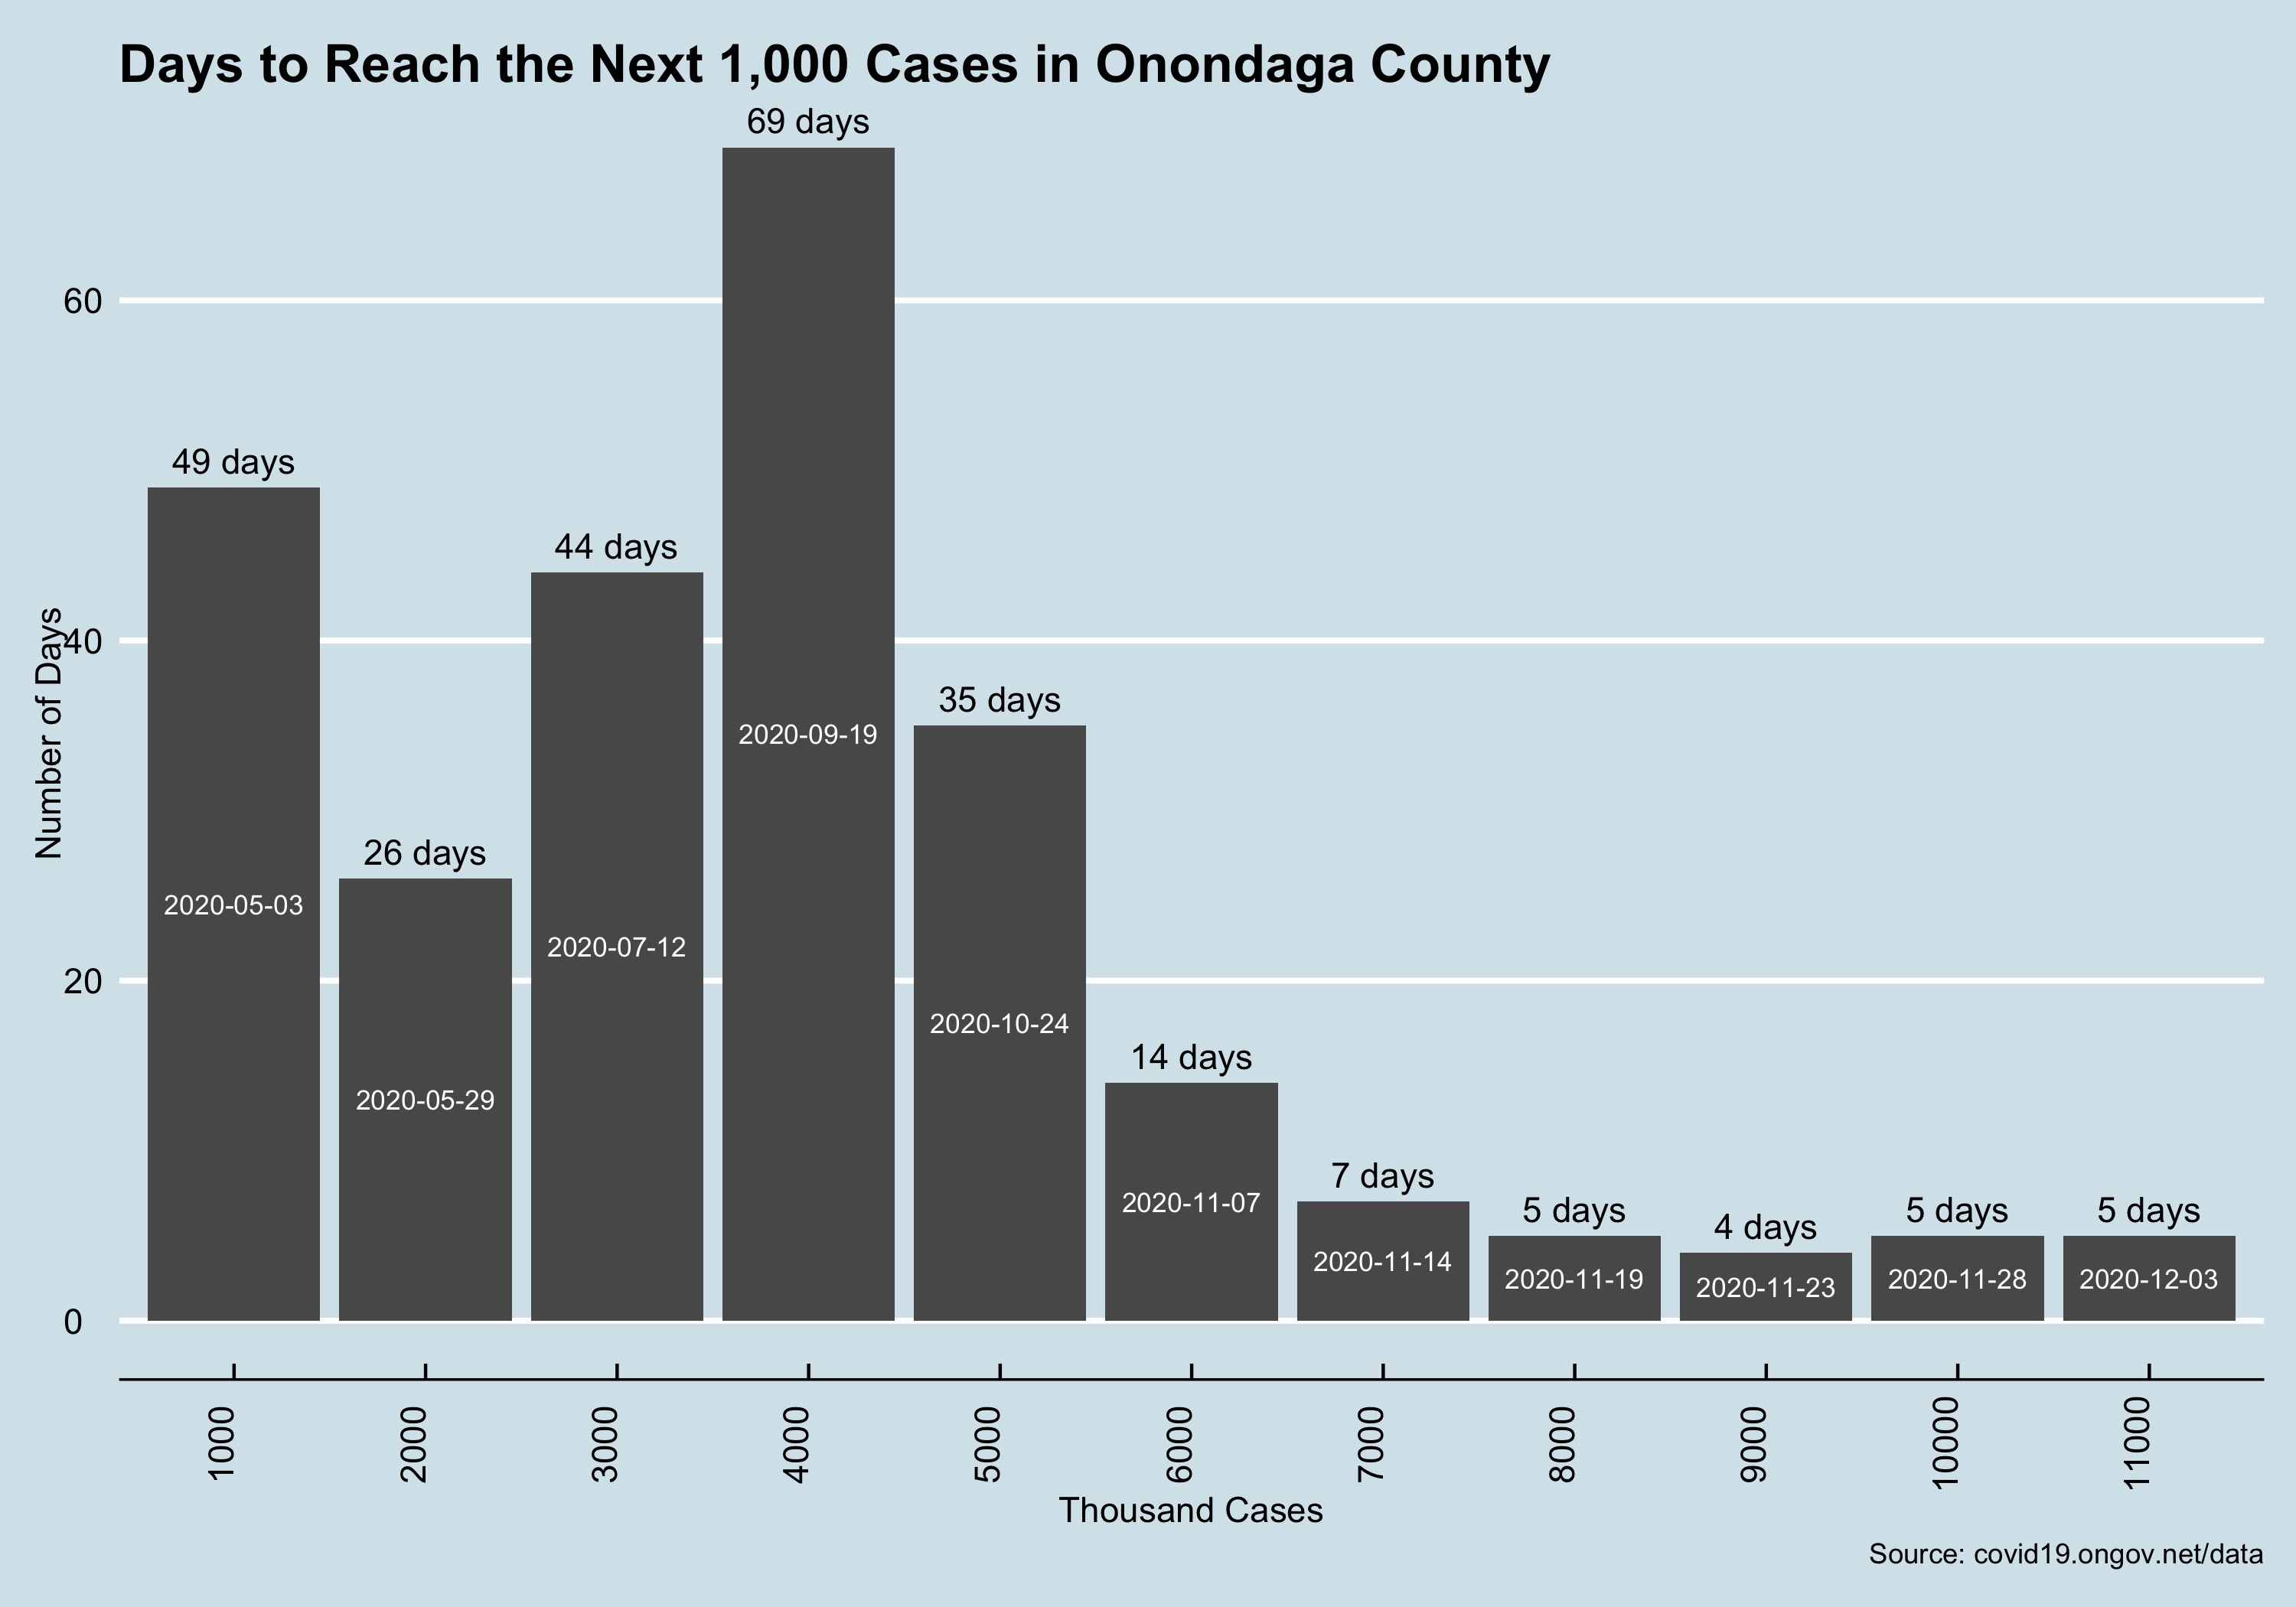 Days to Reach the Next 1,000 Cases in Onondaga County
69 days
60
49 days
44 days
40
Number of Days
35 days
2020-09-19
26 days
2020-05-03
2020-07-12
20
2020-10-24
14 days
2020-05-29
7 days
2020-11-07
5 days
4 days
5 days
5 days
2020-11-14
2020-11-19
2020-11-23
2020-11-28
2020-12-03
0
1000
2000
3000
4000
5000
6000
7000
8000
9000
10000
11000
Thousand Cases
Source: covid19.ongov.net/data